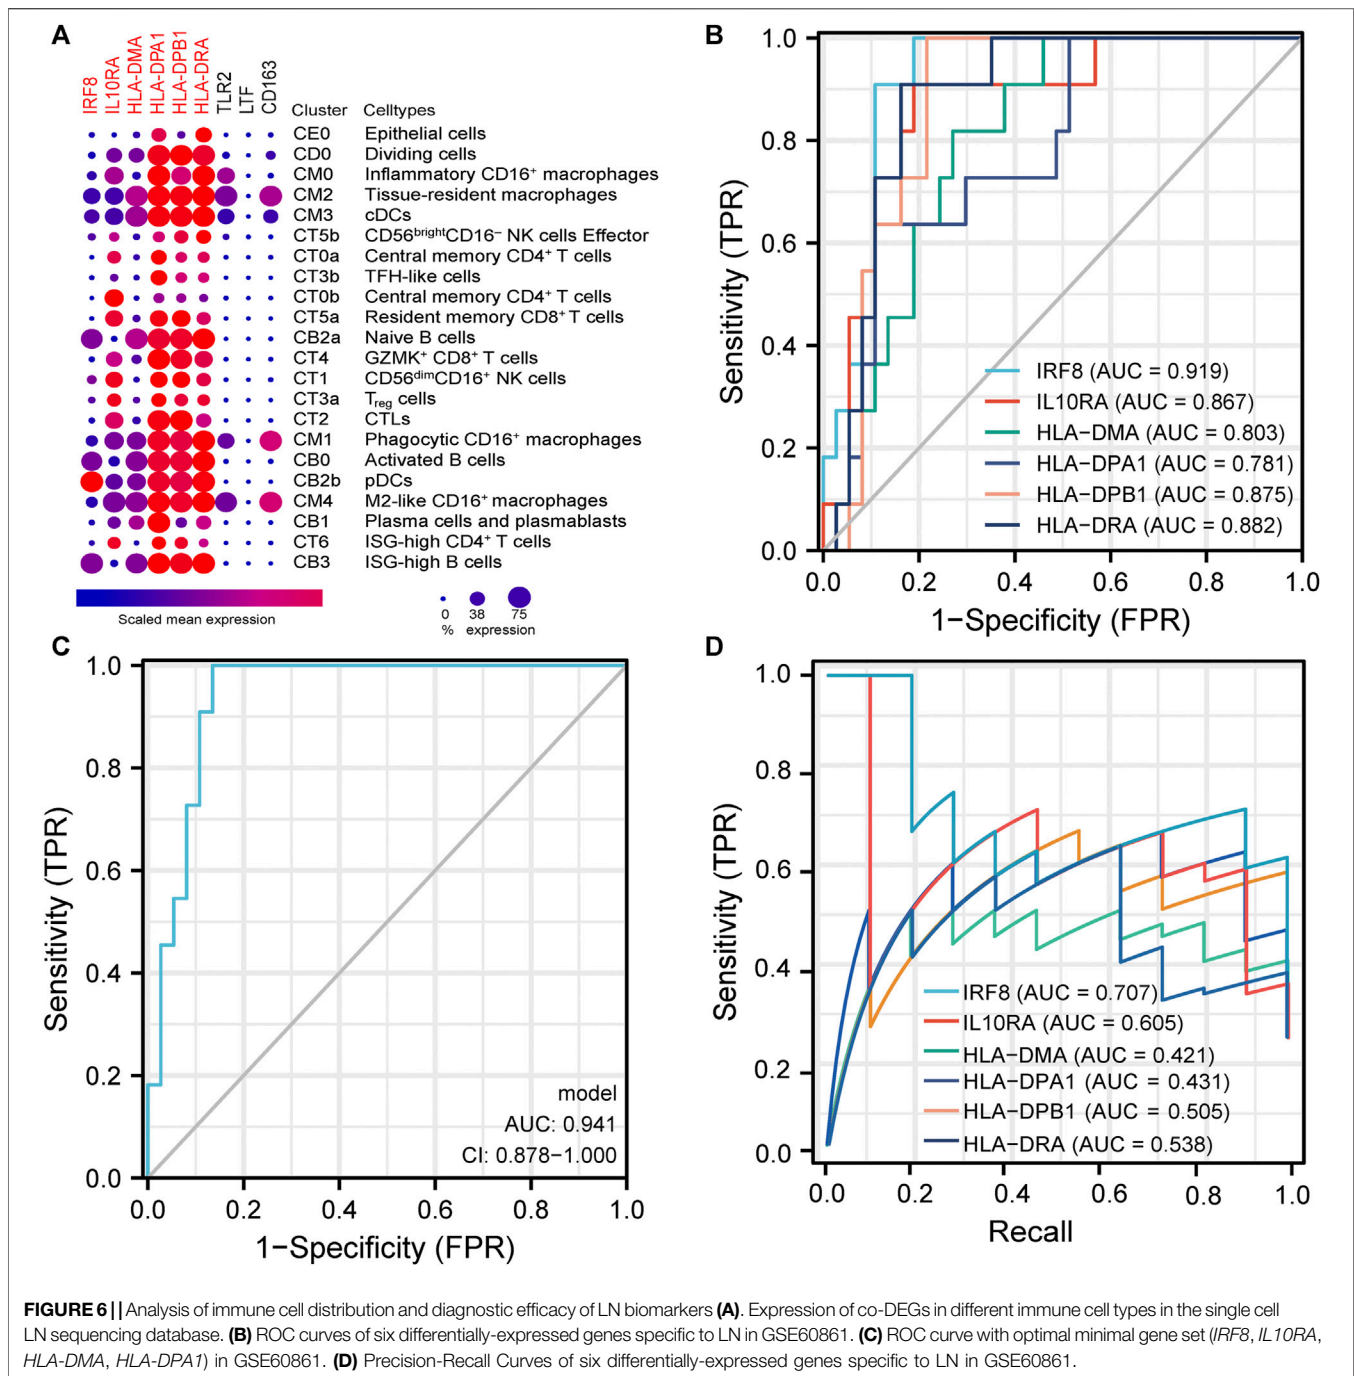 A
IRF8
IL10RA
HLA-DMA
HLA-DPA1
HLA-DPB1
HLA-DRA
TLR2
LTF
CD163
Cluster Celltypes
CE0 Epithelial cells
CD0 Dividing cells
CM0 Inflammatory CD16⁺ macrophages
CM2 Tissue-resident macrophages
CM3 cDCs
CT5b CD56ᵇʳⁱᵍʰᵗCD16⁻ NK cells Effector
CT0a Central memory CD4⁺ T cells
CT3b TFH-like cells
CT0b Central memory CD4⁺ T cells
CT5a Resident memory CD8⁺ T cells
CB2a Naive B cells
CT4 GZMK⁺ CD8⁺ T cells
CT1 CD56ᵈⁱᵐCD16⁺ NK cells
CT3a Treg cells
CT2 CTLs
CM1 Phagocytic CD16⁺ macrophages
CB0 Activated B cells
CB2b pDCs
CM4 M2-like CD16⁺ macrophages
CB1 Plasma cells and plasmablasts
CT6 ISG-high CD4⁺ T cells
CB3 ISG-high B cells
Scaled mean expression
0 38 75
% expression
B
1.0
0.8
0.6
0.4
0.2
0.0
Sensitivity (TPR)
IRF8 (AUC = 0.919)
IL10RA (AUC = 0.867)
HLA−DMA (AUC = 0.803)
HLA−DPA1 (AUC = 0.781)
HLA−DPB1 (AUC = 0.875)
HLA−DRA (AUC = 0.882)
0.0 0.2 0.4 0.6 0.8 1.0
1−Specificity (FPR)
C
1.0
0.8
0.6
0.4
0.2
0.0
Sensitivity (TPR)
model
AUC: 0.941
CI: 0.878−1.000
0.0 0.2 0.4 0.6 0.8 1.0
1−Specificity (FPR)
D
1.0
0.8
0.6
0.4
0.2
0.0
Sensitivity (TPR)
IRF8 (AUC = 0.707)
IL10RA (AUC = 0.605)
HLA−DMA (AUC = 0.421)
HLA−DPA1 (AUC = 0.431)
HLA−DPB1 (AUC = 0.505)
HLA−DRA (AUC = 0.538)
0.0 0.2 0.4 0.6 0.8 1.0
Recall
FIGURE 6 || Analysis of immune cell distribution and diagnostic efficacy of LN biomarkers (A). Expression of co-DEGs in different immune cell types in the single cell
LN sequencing database. (B) ROC curves of six differentially-expressed genes specific to LN in GSE60861. (C) ROC curve with optimal minimal gene set (IRF8, IL10RA,
HLA-DMA, HLA-DPA1) in GSE60861. (D) Precision-Recall Curves of six differentially-expressed genes specific to LN in GSE60861.